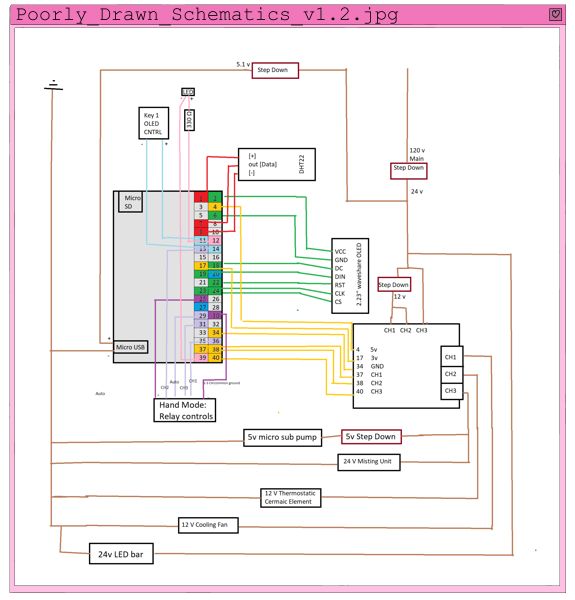 Poorly_Drawn_Schematics_v1.2.jpg
5.1 v
Step Down
LED
- +
330 Ω
Key 1
OLED
CNTRL
- +
[+]
out [Data]
[-]
DHT22
120 v
Main
Step Down
24 v
Micro
SD
1 2
3 4
5 6
7 8
9 10
11 12
13 14
15 16
17 18
19 20
21 22
23 24
25 26
27 28
29 30
31 32
33 34
35 36
37 38
39 40
VCC
GND
DC
DIN
RST
CLK
CS
2.23" waveshare OLED
Step Down
12 v
CH1 CH2 CH3
+
Micro USB
-
4 5v
17 3v
34 GND
37 CH1
38 CH2
40 CH3
CH1
CH2
CH3
Auto
CH2
Auto
CH3
CH1
Hand Mode:
Relay controls
5v micro sub pump
5v Step Down
24 V Misting Unit
12 V Thermostatic
Cermaic Element
12 V Cooling Fan
24v LED bar